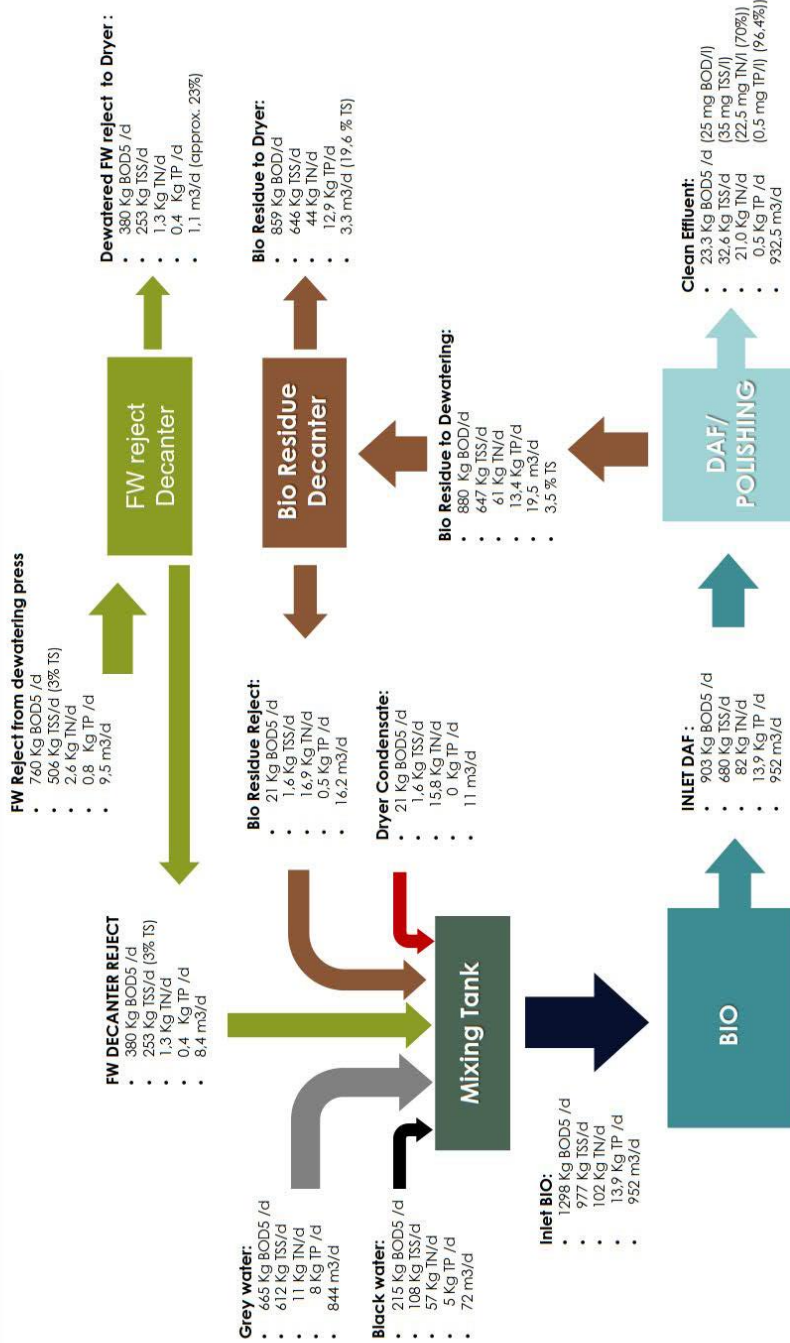 FW Reject from dewatering press
• 760 Kg BOD5 /d
• 506 Kg TSS/d (3% TS)
• 2,6 Kg TN/d
• 0,8 Kg TP /d
• 9,5 m3/d
FW reject
Decanter
Dewatered FW reject to Dryer :
• 380 Kg BOD5 /d
• 253 Kg TSS/d
• 1,3 Kg TN/d
• 0,4 Kg TP /d
• 1,1 m3/d (approx. 23%)
FW DECANTER REJECT
• 380 Kg BOD5 /d
• 253 Kg TSS/d (3% TS)
• 1,3 Kg TN/d
• 0,4 Kg TP /d
• 8,4 m3/d
Bio Residue Reject:
• 21 Kg BOD5 /d
• 1,6 Kg TSS/d
• 16,9 Kg TN/d
• 0,5 Kg TP /d
• 16,2 m3/d
Bio Residue
Decanter
Bio Residue to Dryer:
• 859 Kg BOD/d
• 646 Kg TSS/d
• 44 Kg TN/d
• 12,9 Kg TP/d
• 3,3 m3/d (19,6 % TS)
Grey water:
• 665 Kg BOD5 /d
• 612 Kg TSS/d
• 11 Kg TN/d
• 8 Kg TP /d
• 844 m3/d
Black water:
• 215 Kg BOD5 /d
• 108 Kg TSS/d
• 57 Kg TN/d
• 5 Kg TP /d
• 72 m3/d
Dryer Condensate:
• 21 Kg BOD5 /d
• 1,6 Kg TSS/d
• 15,8 Kg TN/d
• 0 Kg TP /d
• 11 m3/d
Mixing Tank
Bio Residue to Dewatering:
• 880 Kg BOD/d
• 647 Kg TSS/d
• 61 Kg TN/d
• 13,4 Kg TP/d
• 19,5 m3/d
• 3,5 % TS
Inlet BIO:
• 1298 Kg BOD5 /d
• 977 Kg TSS/d
• 102 Kg TN/d
• 13,9 Kg TP /d
• 952 m3/d
BIO
INLET DAF :
• 903 Kg BOD5 /d
• 680 Kg TSS/d
• 82 Kg TN/d
• 13,9 Kg TP /d
• 952 m3/d
DAF/
POLISHING
Clean Effluent:
• 23,3 Kg BOD5 /d (25 mg BOD/l)
• 32,6 Kg TSS/d (35 mg TSS/l)
• 21,0 Kg TN/d (22,5 mg TN/l (70%))
• 0,5 Kg TP /d (0,5 mg TP/l) (96,4%))
• 932,5 m3/d